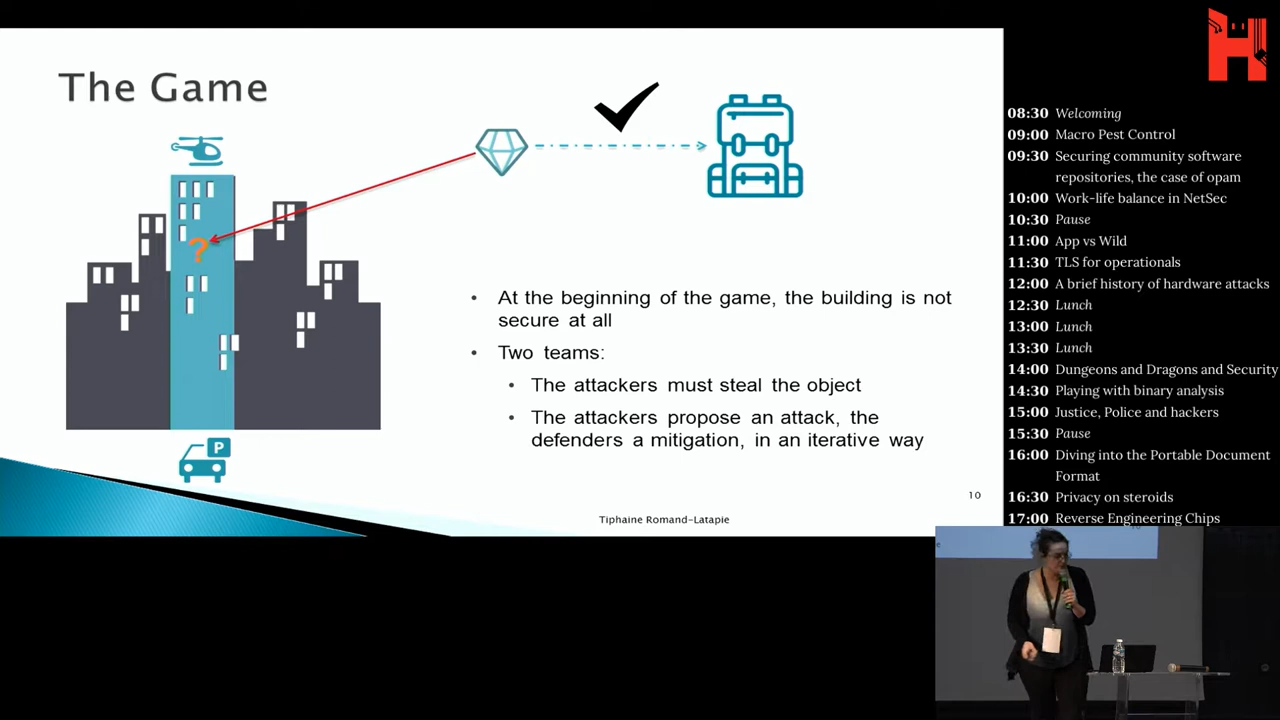 The Game
?
P
• At the beginning of the game, the building is not
secure at all
• Two teams:
• The attackers must steal the object
• The attackers propose an attack, the
defenders a mitigation, in an iterative way
10
Tiphaine Romand-Latapie
H
08:30 Welcoming
09:00 Macro Pest Control
09:30 Securing community software
repositories, the case of opam
10:00 Work-life balance in NetSec
10:30 Pause
11:00 App vs Wild
11:30 TLS for operationals
12:00 A brief history of hardware attacks
12:30 Lunch
13:00 Lunch
13:30 Lunch
14:00 Dungeons and Dragons and Security
14:30 Playing with binary analysis
15:00 Justice, Police and hackers
15:30 Pause
16:00 Diving into the Portable Document
Format
16:30 Privacy on steroids
17:00 Reverse Engineering Chips